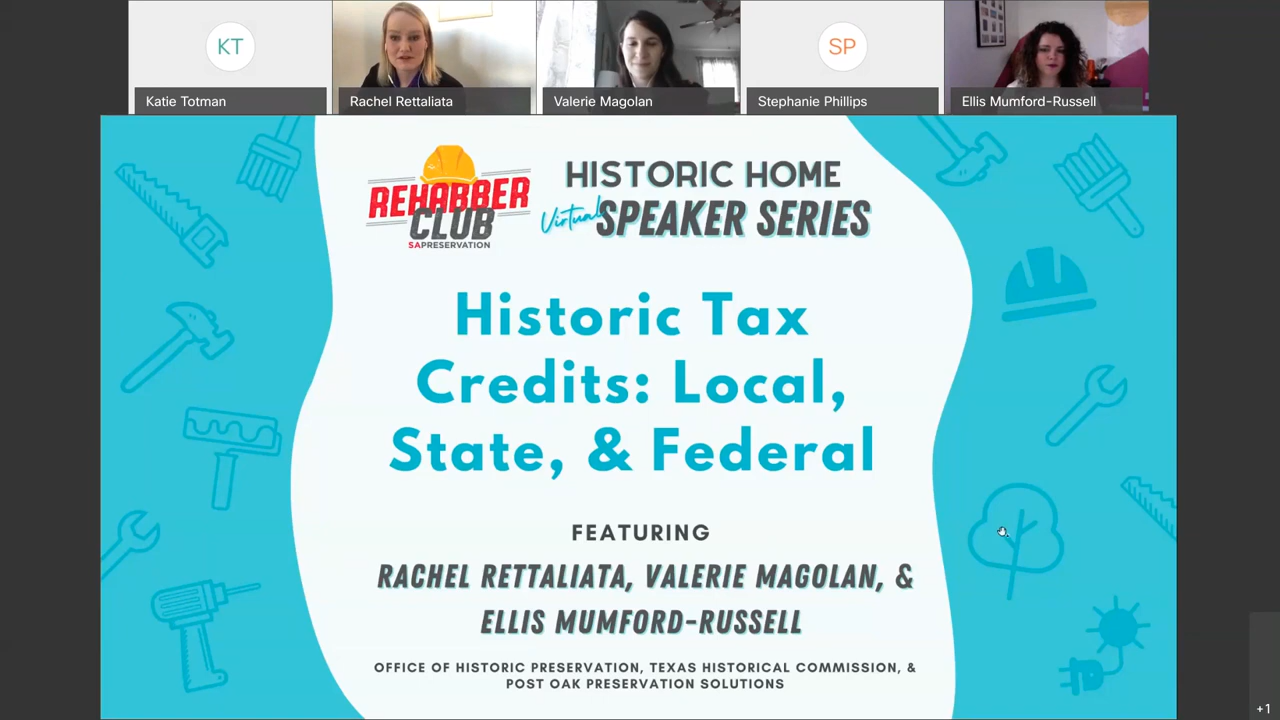 KT
SP
Katie Totman
Rachel Rettaliata
Valerie Magolan
Stephanie Phillips
Ellis Mumford-Russell
REHABBER
CLUB
SAPRESERVATION
HISTORIC HOME
Virtual SPEAKER SERIES
Historic Tax
Credits: Local,
State, & Federal
FEATURING
RACHEL RETTALIATA, VALERIE MAGOLAN, &
ELLIS MUMFORD-RUSSELL
OFFICE OF HISTORIC PRESERVATION, TEXAS HISTORICAL COMMISSION, &
POST OAK PRESERVATION SOLUTIONS
+1